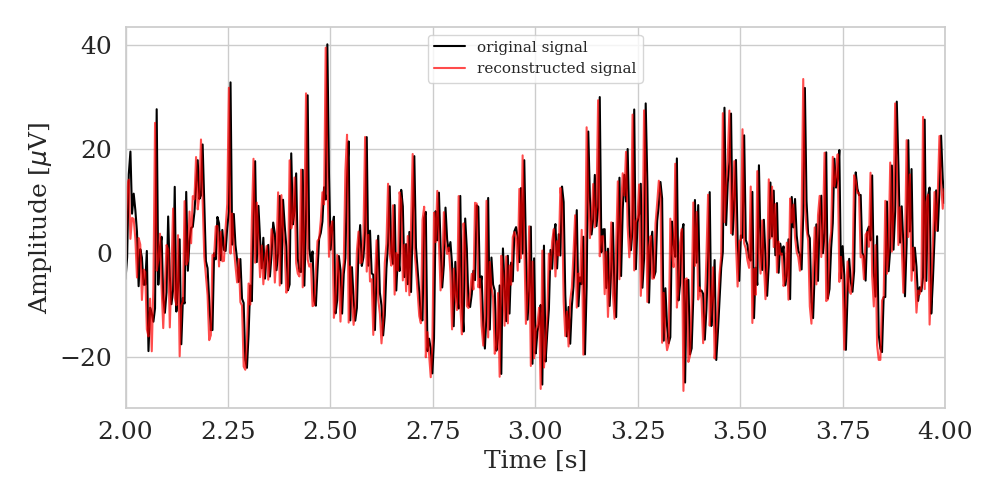 original signal
reconstructed signal
Amplitude [μV]
40
20
0
−20
2.00 2.25 2.50 2.75 3.00 3.25 3.50 3.75 4.00
Time [s]